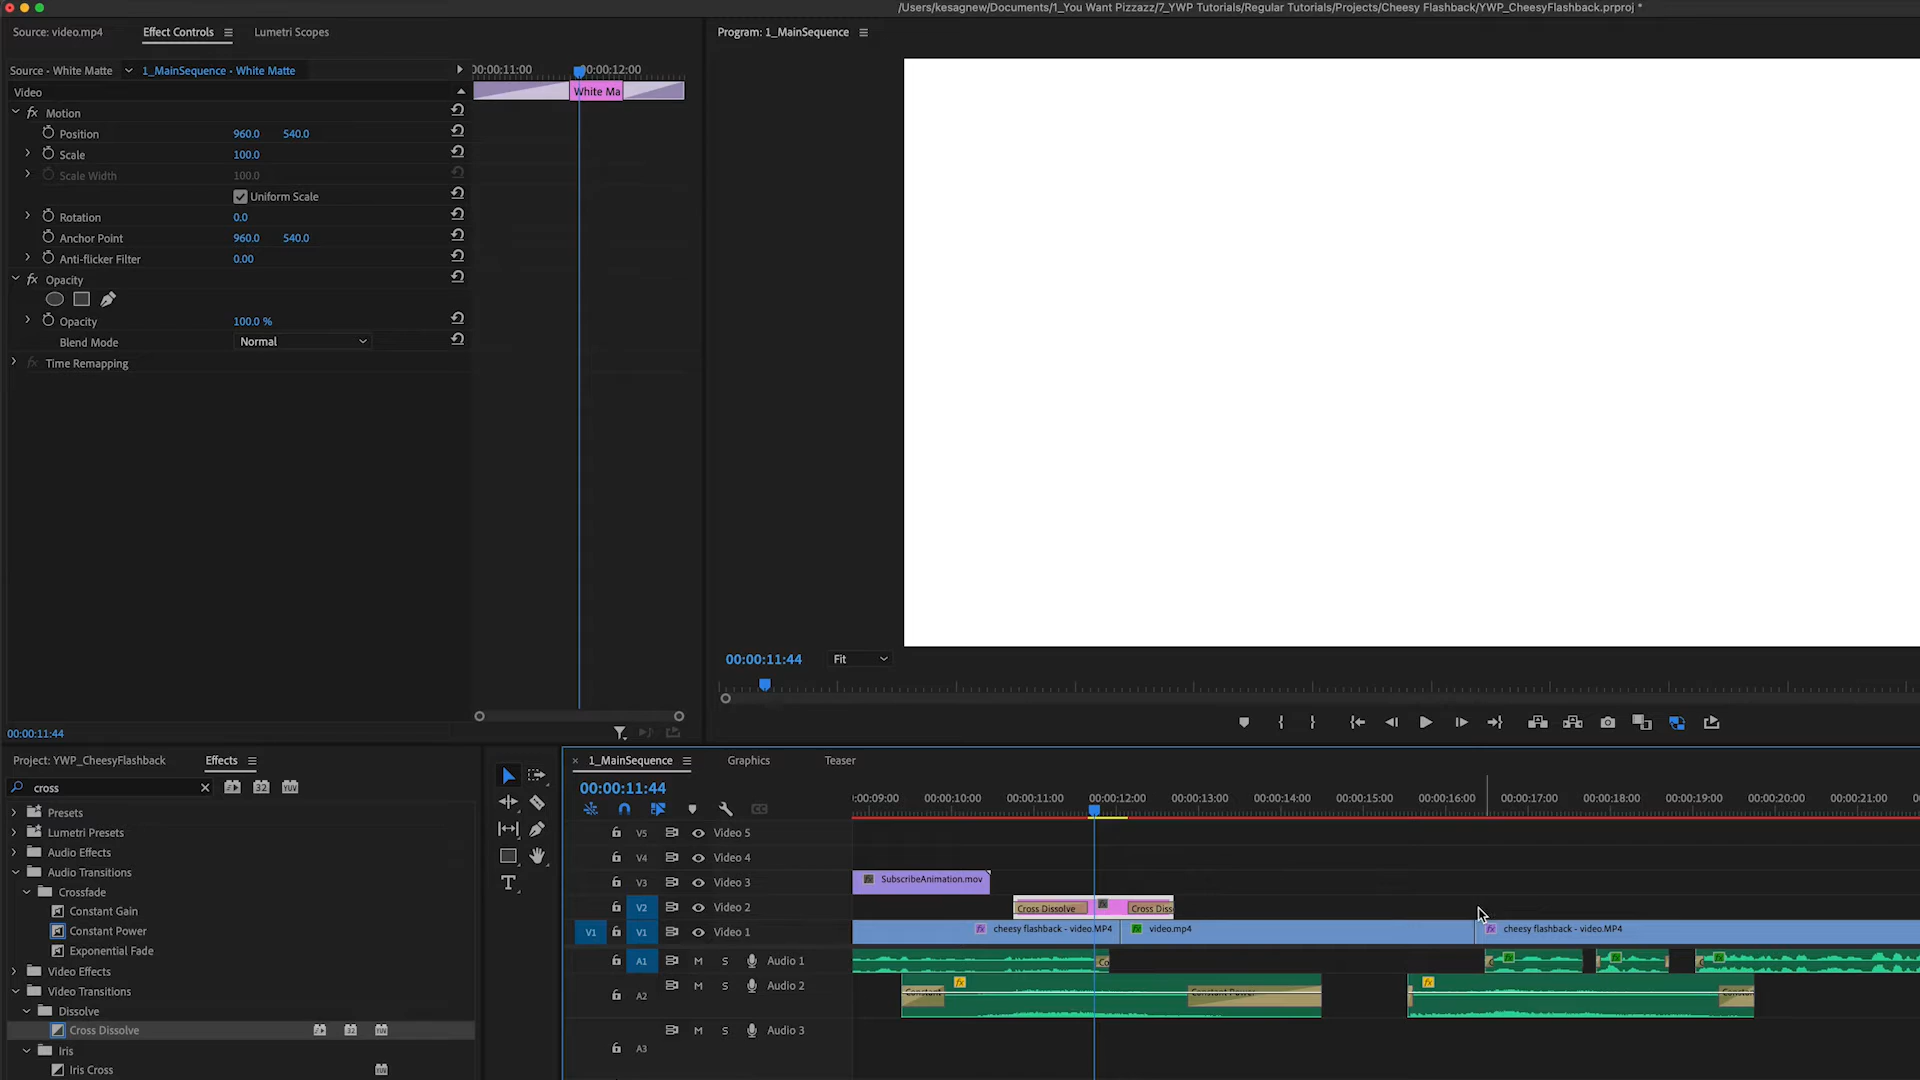 /Users/kesagnew/Documents/1_You Want Pizzazz/7_YWP Tutorials/Regular Tutorials/Projects/Cheesy Flashback/YWP_CheesyFlashback.prproj *
Source: video.mp4 Effect Controls Lumetri Scopes
Program: 1_MainSequence
Source - White Matte 1_MainSequence - White Matte
00:00:11:00 00:00:12:00
Video
White Ma
Motion
Position 960.0 540.0
Scale 100.0
Scale Width 100.0
Uniform Scale
Rotation 0.0
Anchor Point 960.0 540.0
Anti-flicker Filter 0.00
Opacity
Opacity 100.0 %
Blend Mode Normal
Time Remapping
00:00:11:44 Fit
00:00:11:44
Project: YWP_CheesyFlashback Effects
cross
Presets
Lumetri Presets
Audio Effects
Audio Transitions
Crossfade
Constant Gain
Constant Power
Exponential Fade
Video Effects
Video Transitions
Dissolve
Cross Dissolve
Iris
Iris Cross
1_MainSequence Graphics Teaser
00:00:11:44
:00:09:00 00:00:10:00 00:00:11:00 00:00:12:00 00:00:13:00 00:00:14:00 00:00:15:00 00:00:16:00 00:00:17:00 00:00:18:00 00:00:19:00 00:00:20:00 00:00:21:00
V5 Video 5
V4 Video 4
V3 Video 3 SubscribeAnimation.mov
V2 Video 2 Cross Dissolve Cross Diss
V1 V1 Video 1 cheesy flashback - video.MP4 video.mp4 cheesy flashback - video.MP4
A1 M S Audio 1 Co
A2 M S Audio 2 Constant Constant Power Constan
A3 M S Audio 3